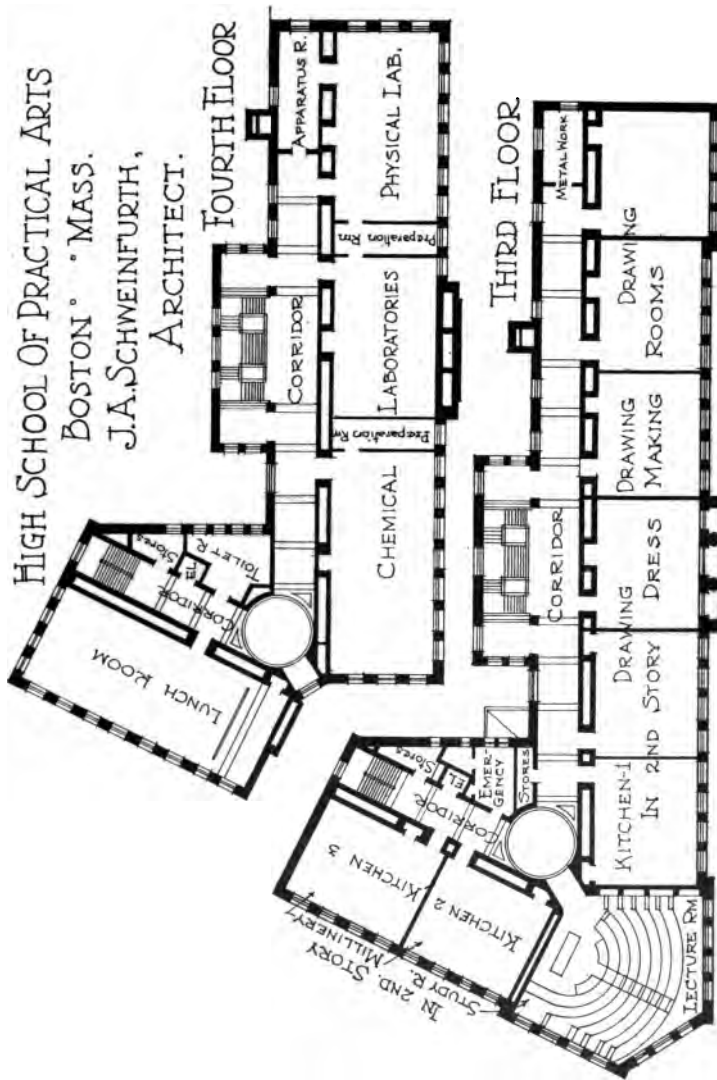 HIGH SCHOOL OF PRACTICAL ARTS
BOSTON · · MASS.
J.A. SCHWEINFURTH,
ARCHITECT.
FOURTH FLOOR
APPARATUS R.
PHYSICAL LAB.
Preparation Rm
CORRIDOR
LABORATORIES
Preparation Rm
CHEMICAL
Stores
EL
TOILET R.
CORRIDOR
LUNCH ROOM
THIRD FLOOR
METAL WORK
DRAWING
ROOMS
DRAWING
MAKING
CORRIDOR
DRESS
DRAWING
KITCHEN-1
IN 2ND STORY
Stores
EL
EMER-
GENCY
STORES
CORRIDOR
KITCHEN 3
KITCHEN 2
MILLINERY
STUDY R.
IN 2ND. STORY
LECTURE RM